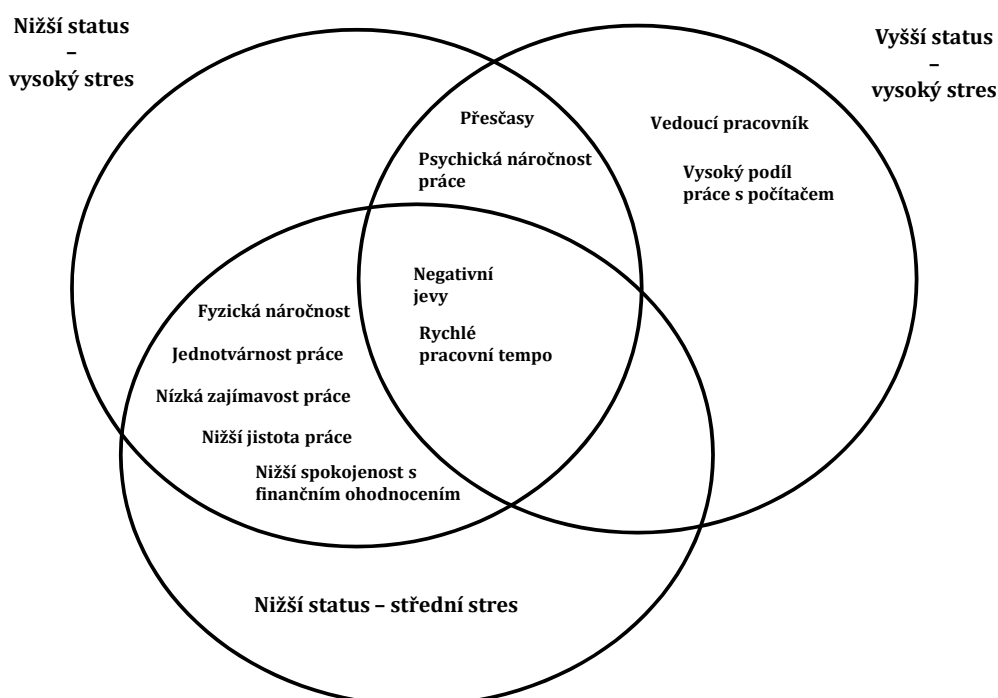 Nižší status
–
vysoký stres
Vyšší status
–
vysoký stres
Přesčasy
Psychická náročnost
práce
Vedoucí pracovník
Vysoký podíl
práce s počítačem
Negativní
jevy
Rychlé
pracovní tempo
Fyzická náročnost
Jednotvárnost práce
Nízká zajímavost práce
Nižší jistota práce
Nižší spokojenost s
finančním ohodnocením
Nižší status – střední stres